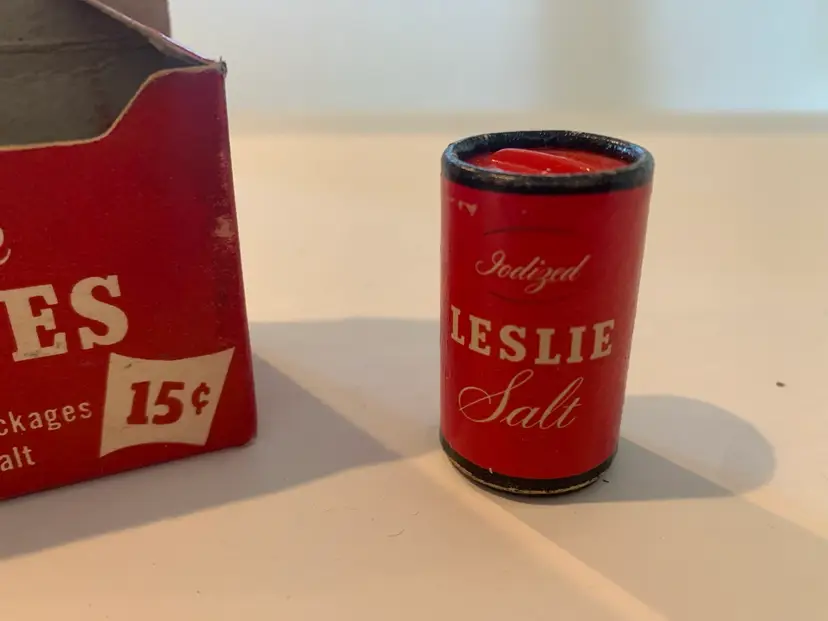 ES
15¢
ckages
alt
Iodized
LESLIE
Salt